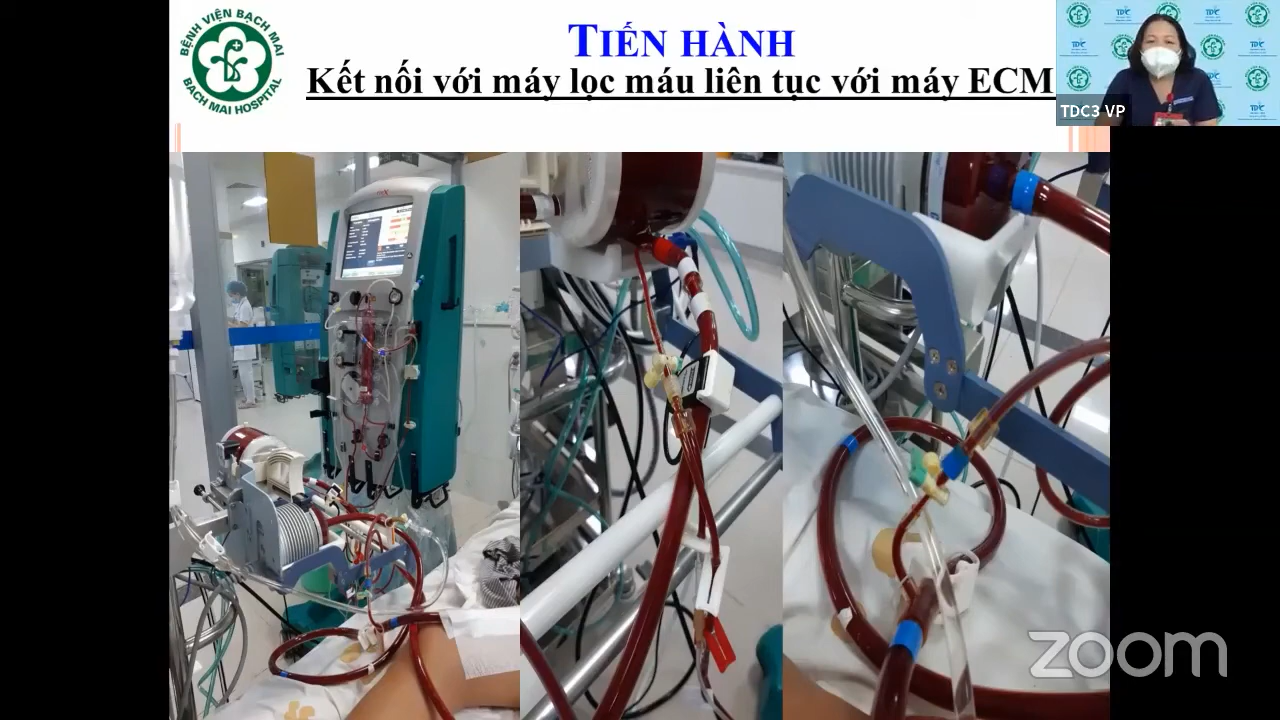 BỆNH VIỆN BẠCH MAI
BACH MAI HOSPITAL
TIẾN HÀNH
Kết nối với máy lọc máu liên tục với máy ECM
TDC3 VP
zoom